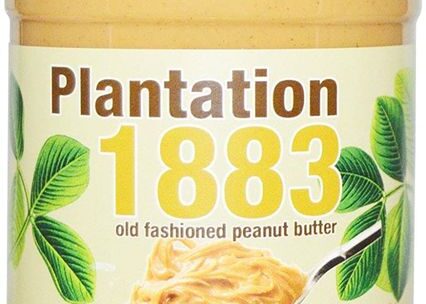 Plantation
1883
old fashioned peanut butter